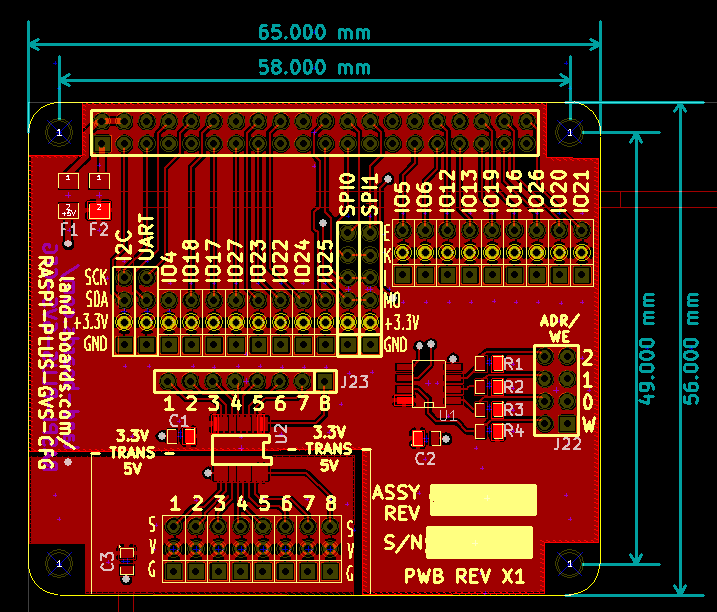 65.000 mm
58.000 mm
1
1
1 1
2 2
+5V
F1 F2
I2C
UART
IO4
IO18
IO17
IO27
IO23
IO22
IO24
IO25
SPI0
SPI1
IO5
IO6
IO12
IO13
IO19
IO16
IO26
IO20
IO21
SCK
SDA
+3.3V
GND
E
K
I
MO
+3.3V
GND
RASPI-PLUS-GVS-CFG
land-boards.com/
49.000 mm
56.000 mm
ADR/
WE
2
1
0
W
J22
R1
R2
R3
R4
U1
C2
J23
1 2 3 4 5 6 7 8
C1
U2
3.3V
TRANS
5V
3.3V
TRANS
5V
1 2 3 4 5 6 7 8
S
V
G
S
V
G
C3
ASSY
REV
S/N
PWB REV X1
1
1